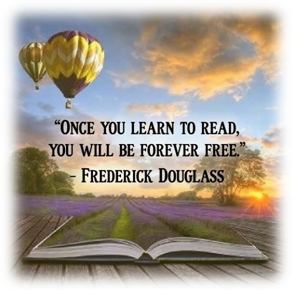 “Once you learn to read,
you will be forever free.”
- Frederick Douglass